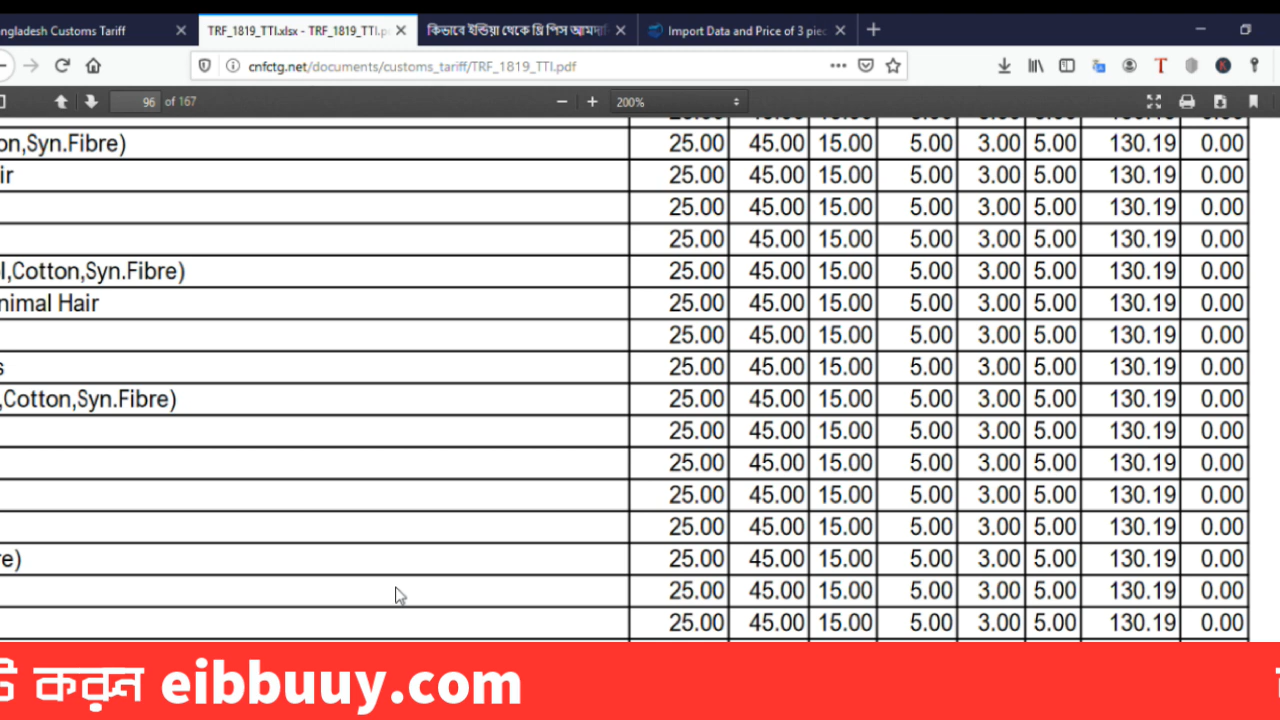 ngladesh Customs Tariff TRF_1819_TTI.xlsx - TRF_1819_TTI.p কিভাবে ইন্ডিয়া থেকে থ্রি পিস আমদানি Import Data and Price of 3 piec
cnfctg.net/documents/customs_tariff/TRF_1819_TTI.pdf
96 of 167 200%
on,Syn.Fibre) 25.00 45.00 15.00 5.00 3.00 5.00 130.19 0.00
ir 25.00 45.00 15.00 5.00 3.00 5.00 130.19 0.00
25.00 45.00 15.00 5.00 3.00 5.00 130.19 0.00
25.00 45.00 15.00 5.00 3.00 5.00 130.19 0.00
l,Cotton,Syn.Fibre) 25.00 45.00 15.00 5.00 3.00 5.00 130.19 0.00
nimal Hair 25.00 45.00 15.00 5.00 3.00 5.00 130.19 0.00
25.00 45.00 15.00 5.00 3.00 5.00 130.19 0.00
s 25.00 45.00 15.00 5.00 3.00 5.00 130.19 0.00
,Cotton,Syn.Fibre) 25.00 45.00 15.00 5.00 3.00 5.00 130.19 0.00
25.00 45.00 15.00 5.00 3.00 5.00 130.19 0.00
25.00 45.00 15.00 5.00 3.00 5.00 130.19 0.00
25.00 45.00 15.00 5.00 3.00 5.00 130.19 0.00
25.00 45.00 15.00 5.00 3.00 5.00 130.19 0.00
re) 25.00 45.00 15.00 5.00 3.00 5.00 130.19 0.00
25.00 45.00 15.00 5.00 3.00 5.00 130.19 0.00
25.00 45.00 15.00 5.00 3.00 5.00 130.19 0.00
করুন eibbuuy.com